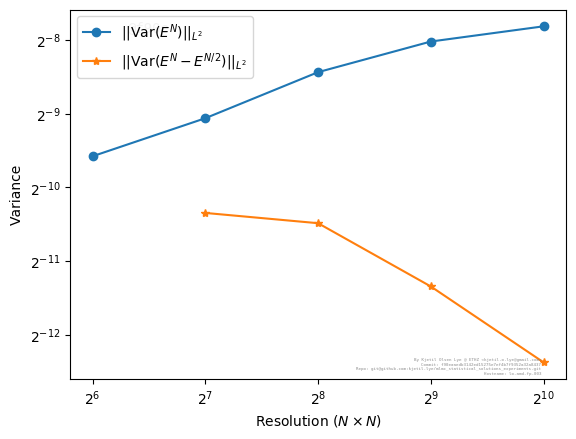 ||Var(E^N)||_{L^2}
||Var(E^N − E^{N/2})||_{L^2}
2^{-8}
2^{-9}
2^{-10}
2^{-11}
2^{-12}
Variance
2^6
2^7
2^8
2^9
2^{10}
Resolution (N × N)